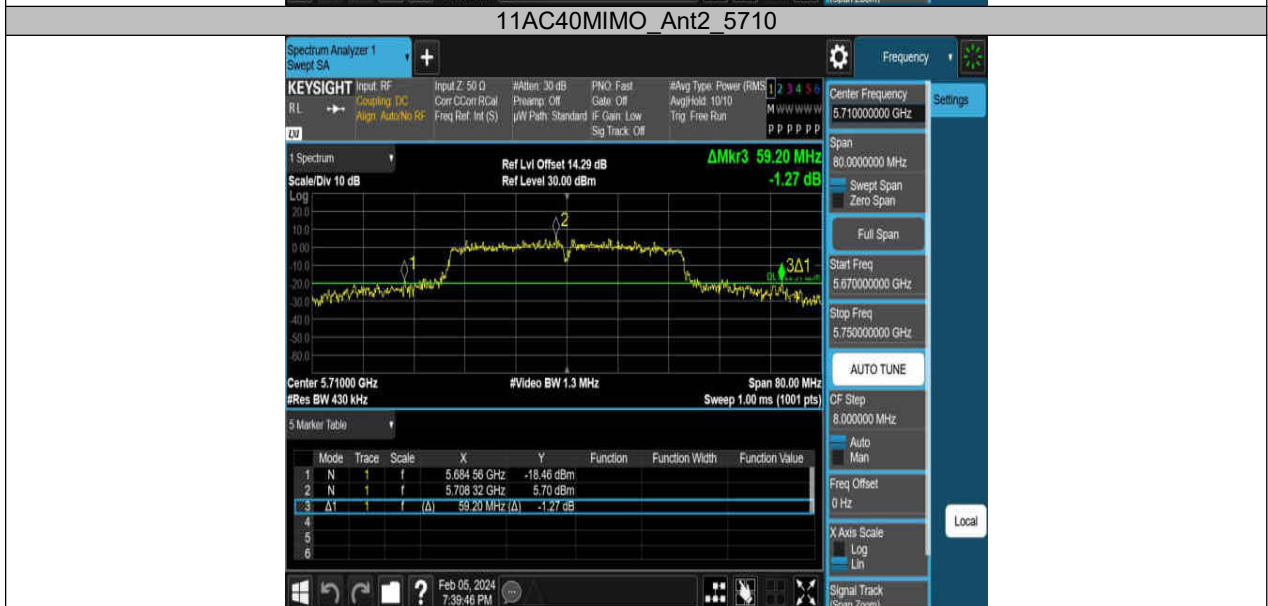 11AC40MIMO_Ant2_5710
Spectrum Analyzer 1
Swept SA
+
Frequency
KEYSIGHT
RL
Input: RF
Coupling: DC
Align: Auto/No RF
Input Z: 50 Ω
Corr CCorr RCal
Freq Ref: Int (S)
#Atten: 30 dB
Preamp: Off
µW Path: Standard
PNO: Fast
Gate: Off
IF Gain: Low
Sig Track: Off
#Avg Type: Power (RMS
Avg|Hold: 10/10
Trig: Free Run
1 2 3 4 5 6
M W W W W W
P P P P P P
Center Frequency
5.710000000 GHz
Settings
Span
80.0000000 MHz
Swept Span
Zero Span
Full Span
Start Freq
5.670000000 GHz
Stop Freq
5.750000000 GHz
AUTO TUNE
CF Step
8.000000 MHz
Auto
Man
Freq Offset
0 Hz
X Axis Scale
Log
Lin
Signal Track
(Span Zoom)
Local
1 Spectrum
Scale/Div 10 dB
Ref Lvl Offset 14.29 dB
Ref Level 30.00 dBm
ΔMkr3 59.20 MHz
-1.27 dB
Log
20.0
10.0
0.00
-10.0
-20.0
-30.0
-40.0
-50.0
-60.0
1
2
3Δ1
Center 5.71000 GHz
#Video BW 1.3 MHz
Span 80.00 MHz
#Res BW 430 kHz
Sweep 1.00 ms (1001 pts)
5 Marker Table
Mode Trace Scale X Y Function Function Width Function Value
1 N 1 f 5.684 56 GHz -18.46 dBm
2 N 1 f 5.708 32 GHz 5.70 dBm
3 Δ1 1 f (Δ) 59.20 MHz (Δ) -1.27 dB
4
5
6
?
Feb 05, 2024
7:39:46 PM